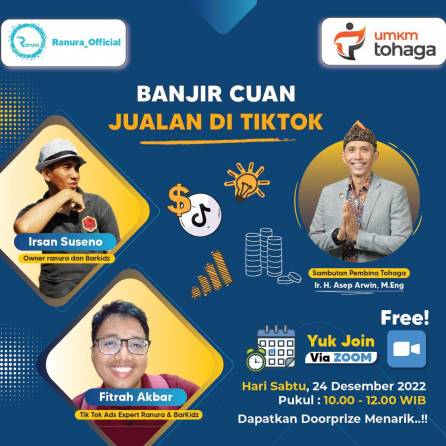 Ranura
Ranura_Official
umkm
tohaga
BANJIR CUAN
JUALAN DI TIKTOK
Irsan Suseno
Owner ranura dan Barkidz
Sambutan Pembina Tohaga
Ir. H. Asep Arwin, M.Eng
Fitrah Akbar
Tik Tok Ads Expert Ranura & BarKidz
Free!
Yuk Join
Via ZOOM
Hari Sabtu, 24 Desember 2022
Pukul : 10.00 - 12.00 WIB
Dapatkan Doorprize Menarik..!!